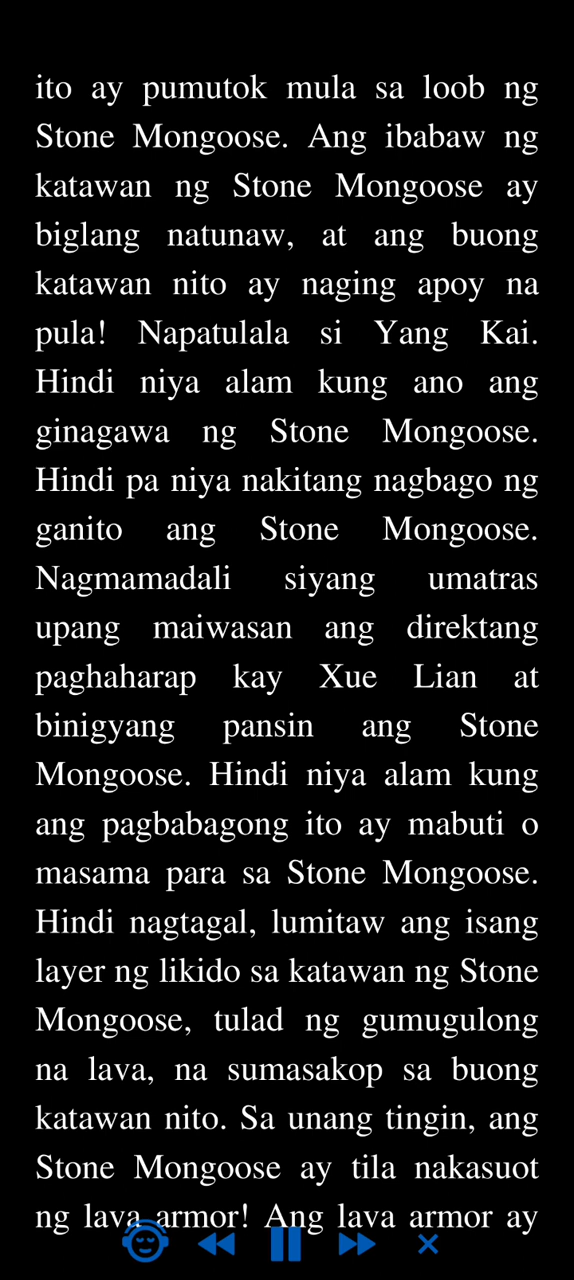 ito ay pumutok mula sa loob ng
Stone Mongoose. Ang ibabaw ng
katawan ng Stone Mongoose ay
biglang natunaw, at ang buong
katawan nito ay naging apoy na
pula! Napatulala si Yang Kai.
Hindi niya alam kung ano ang
ginagawa ng Stone Mongoose.
Hindi pa niya nakitang nagbago ng
ganito ang Stone Mongoose.
Nagmamadali siyang umatras
upang maiwasan ang direktang
paghaharap kay Xue Lian at
binigyang pansin ang Stone
Mongoose. Hindi niya alam kung
ang pagbabagong ito ay mabuti o
masama para sa Stone Mongoose.
Hindi nagtagal, lumitaw ang isang
layer ng likido sa katawan ng Stone
Mongoose, tulad ng gumugulong
na lava, na sumasakop sa buong
katawan nito. Sa unang tingin, ang
Stone Mongoose ay tila nakasuot
ng lava armor! Ang lava armor ay